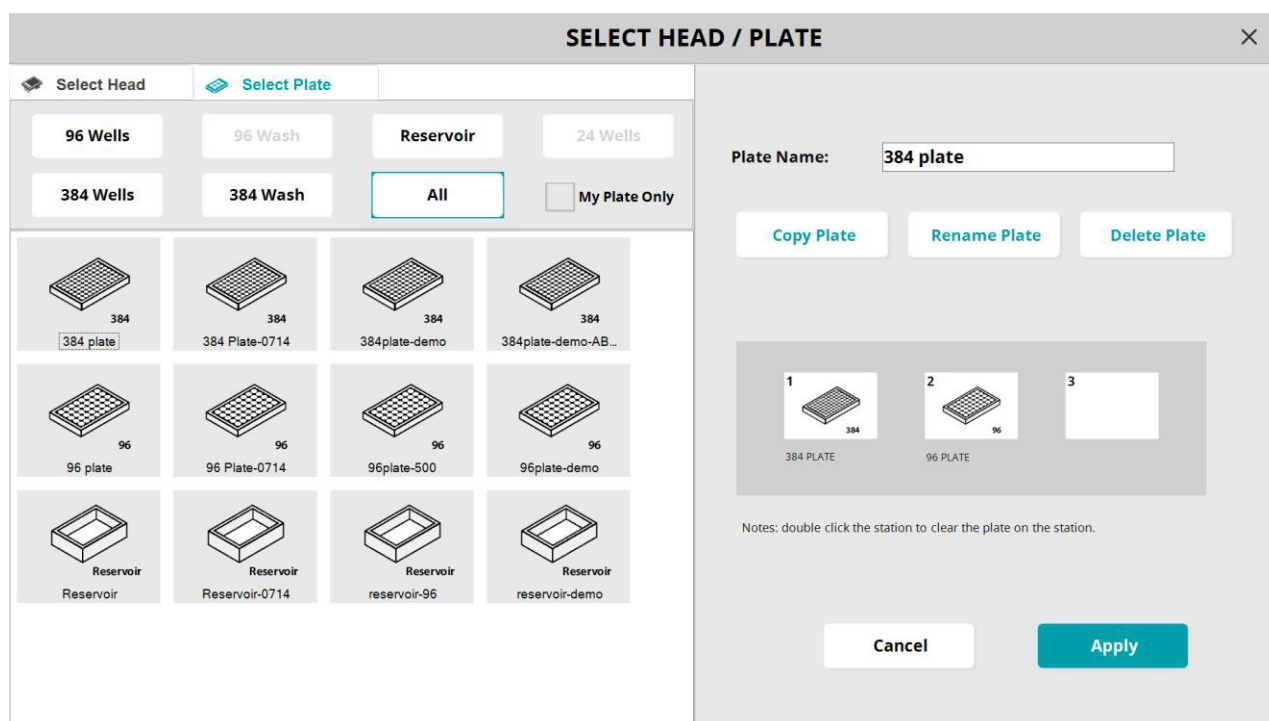 SELECT HEAD / PLATE
Select Head
Select Plate
96 Wells
96 Wash
Reservoir
24 Wells
384 Wells
384 Wash
All
My Plate Only
384
384
384
384
384 plate
384 Plate-0714
384plate-demo
384plate-demo-AB...
96
96
96
96
96 plate
96 Plate-0714
96plate-500
96plate-demo
Reservoir
Reservoir
Reservoir
Reservoir
Reservoir
Reservoir-0714
reservoir-96
reservoir-demo
Plate Name:
384 plate
Copy Plate
Rename Plate
Delete Plate
1
2
3
384
96
384 PLATE
96 PLATE
Notes: double click the station to clear the plate on the station.
Cancel
Apply